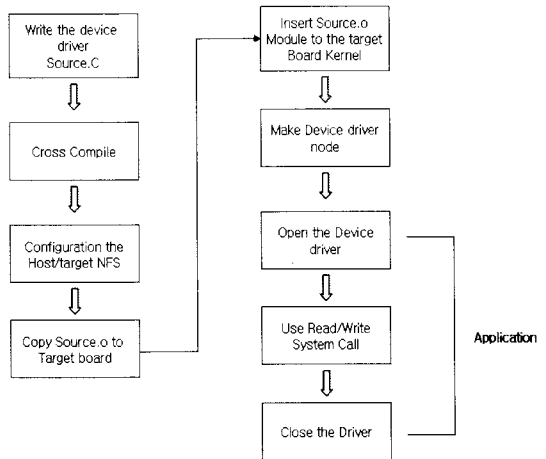 Write the device
driver
Source.C
Cross Compile
Configuration the
Host/target NFS
Copy Source.o to
Target board
Insert Source.o
Module to the target
Board Kernel
Make Device driver
node
Open the Device
driver
Use Read/Write
System Call
Close the Driver
Application